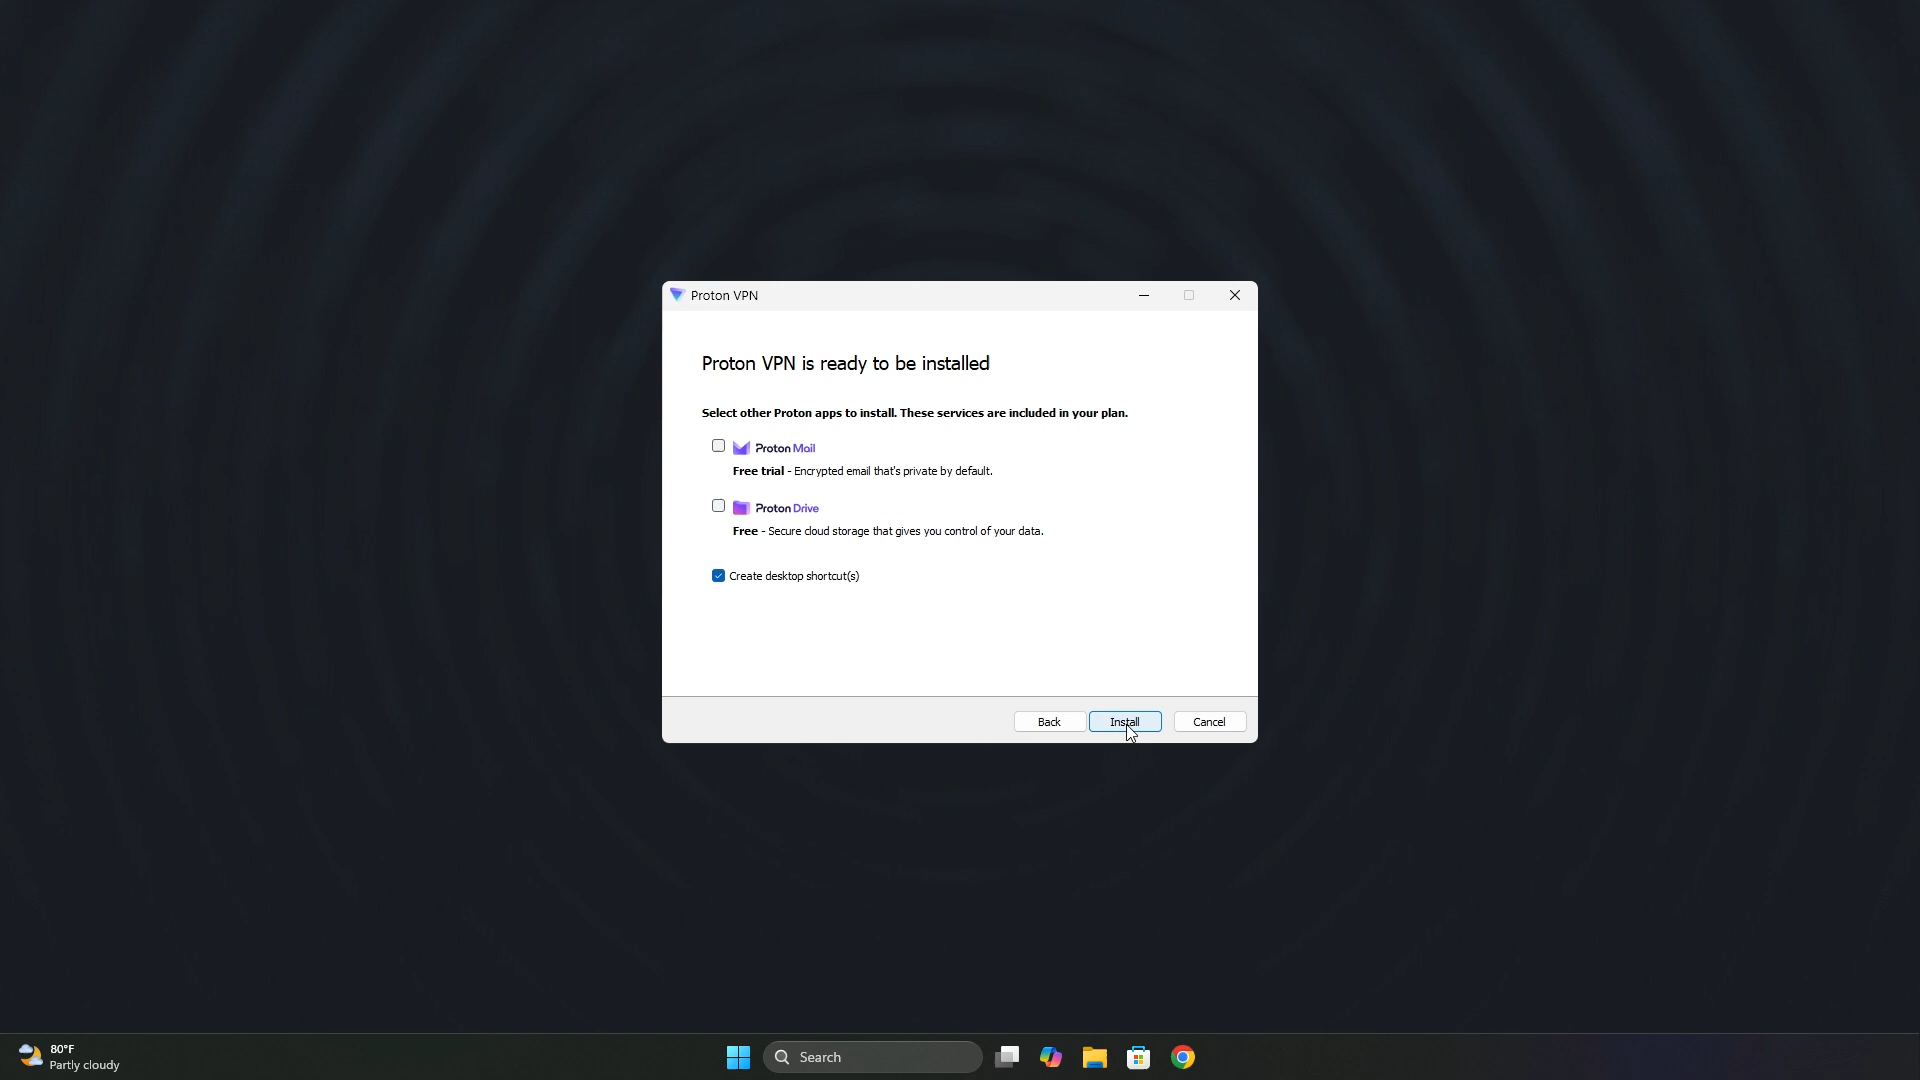 Proton VPN
Proton VPN is ready to be installed
Select other Proton apps to install. These services are included in your plan.
Proton Mail
Free trial - Encrypted email that's private by default.
Proton Drive
Free - Secure cloud storage that gives you control of your data.
Create desktop shortcut(s)
Back Install Cancel
80°F
Partly cloudy
Search